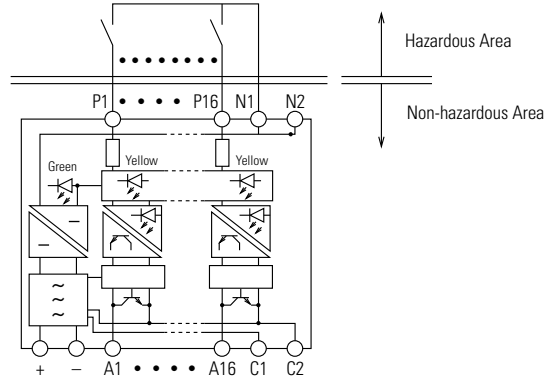 Hazardous Area
P1 • • • • P16 N1 N2
Non-hazardous Area
Green
Yellow
Yellow
+ − A1 • • • • A16 C1 C2